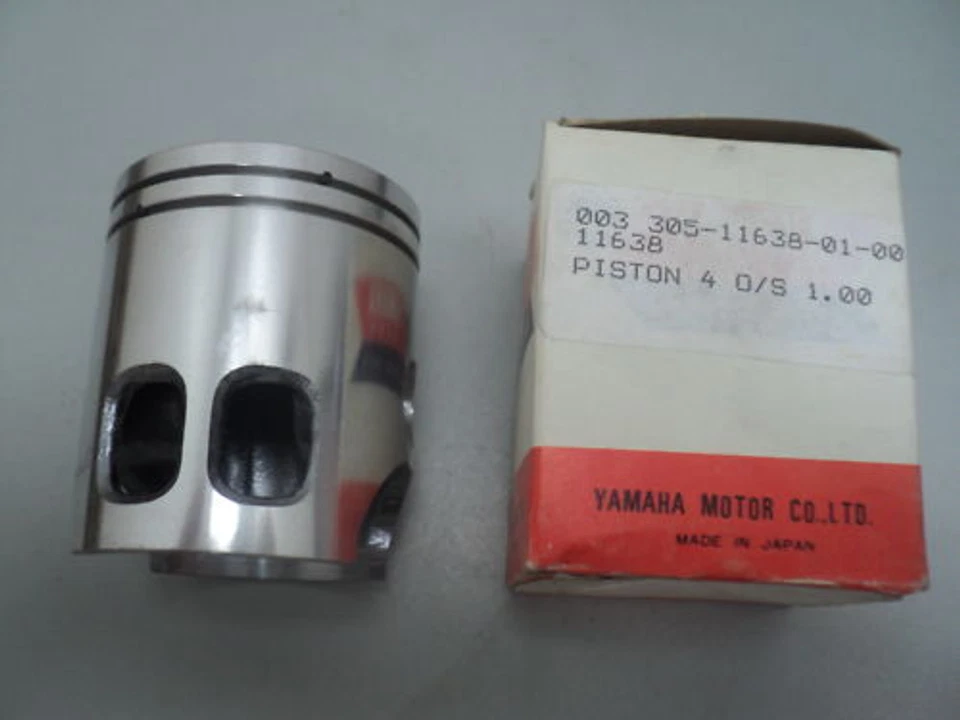 003 305-11638-01-00
11638
PISTON 4 O/S 1.00
YAMAHA MOTOR CO.,LTD.
MADE IN JAPAN